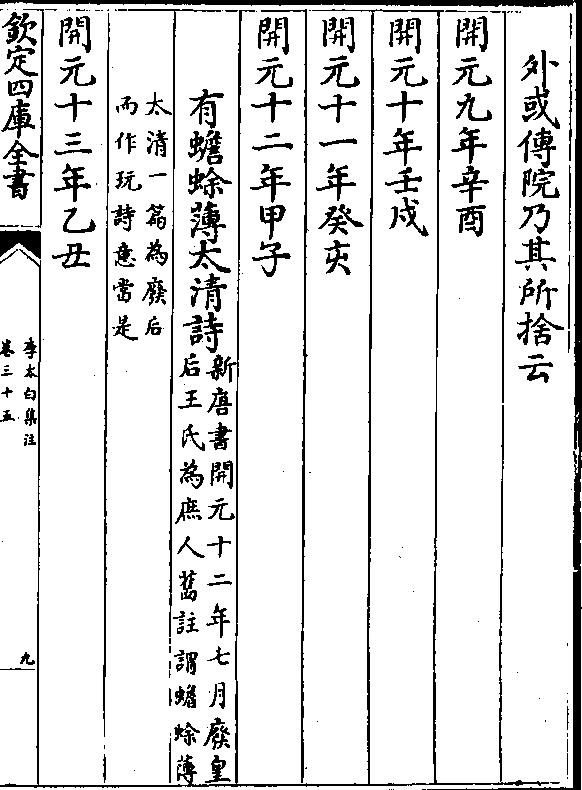 外或傳院乃其所捨云
開元九年辛酉
開元十年壬戌
開元十一年癸亥
開元十二年甲子
有蟾蜍薄太清詩
新唐書開元十二年七月廢皇
后王氏為庶人舊註謂蟾蜍薄
太清一篇為廢后
而作玩詩意當是
開元十三年乙丑
欽定四庫全書
李太白集注
卷三十五
九